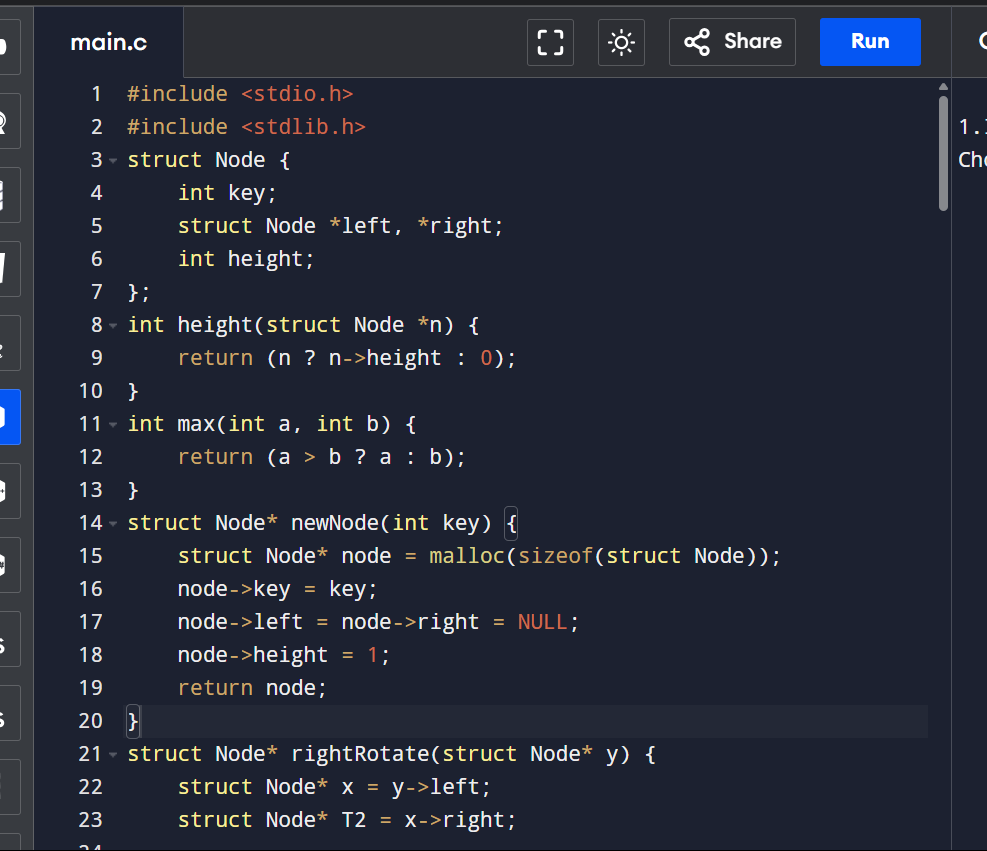 main.c
Share
Run
1 #include <stdio.h>
2 #include <stdlib.h>
3 struct Node {
4     int key;
5     struct Node *left, *right;
6     int height;
7 };
8 int height(struct Node *n) {
9     return (n ? n->height : 0);
10 }
11 int max(int a, int b) {
12     return (a > b ? a : b);
13 }
14 struct Node* newNode(int key) {
15     struct Node* node = malloc(sizeof(struct Node));
16     node->key = key;
17     node->left = node->right = NULL;
18     node->height = 1;
19     return node;
20 }
21 struct Node* rightRotate(struct Node* y) {
22     struct Node* x = y->left;
23     struct Node* T2 = x->right;